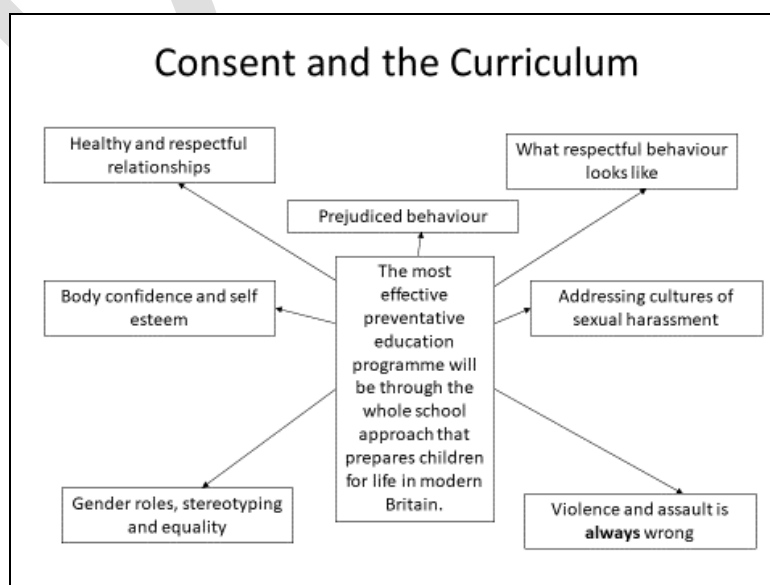 Consent and the Curriculum
Healthy and respectful
relationships
What respectful behaviour
looks like
Prejudiced behaviour
Body confidence and self
esteem
The most
effective
preventative
education
programme will
be through the
whole school
approach that
prepares children
for life in modern
Britain.
Addressing cultures of
sexual harassment
Gender roles, stereotyping
and equality
Violence and assault is
always wrong